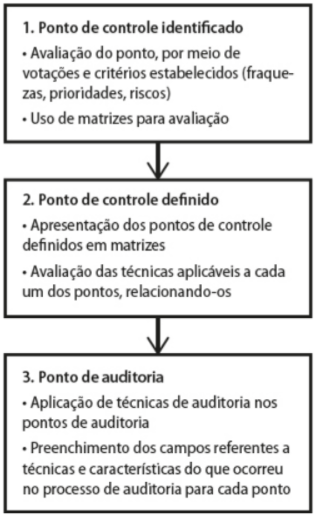 1. Ponto de controle identificado
• Avaliação do ponto, por meio de
votações e critérios estabelecidos (fraque-
zas, prioridades, riscos)
• Uso de matrizes para avaliação
2. Ponto de controle definido
• Apresentação dos pontos de controle
definidos em matrizes
• Avaliação das técnicas aplicáveis a cada
um dos pontos, relacionando-os
3. Ponto de auditoria
• Aplicação de técnicas de auditoria nos
pontos de auditoria
• Preenchimento dos campos referentes a
técnicas e características do que ocorreu
no processo de auditoria para cada ponto